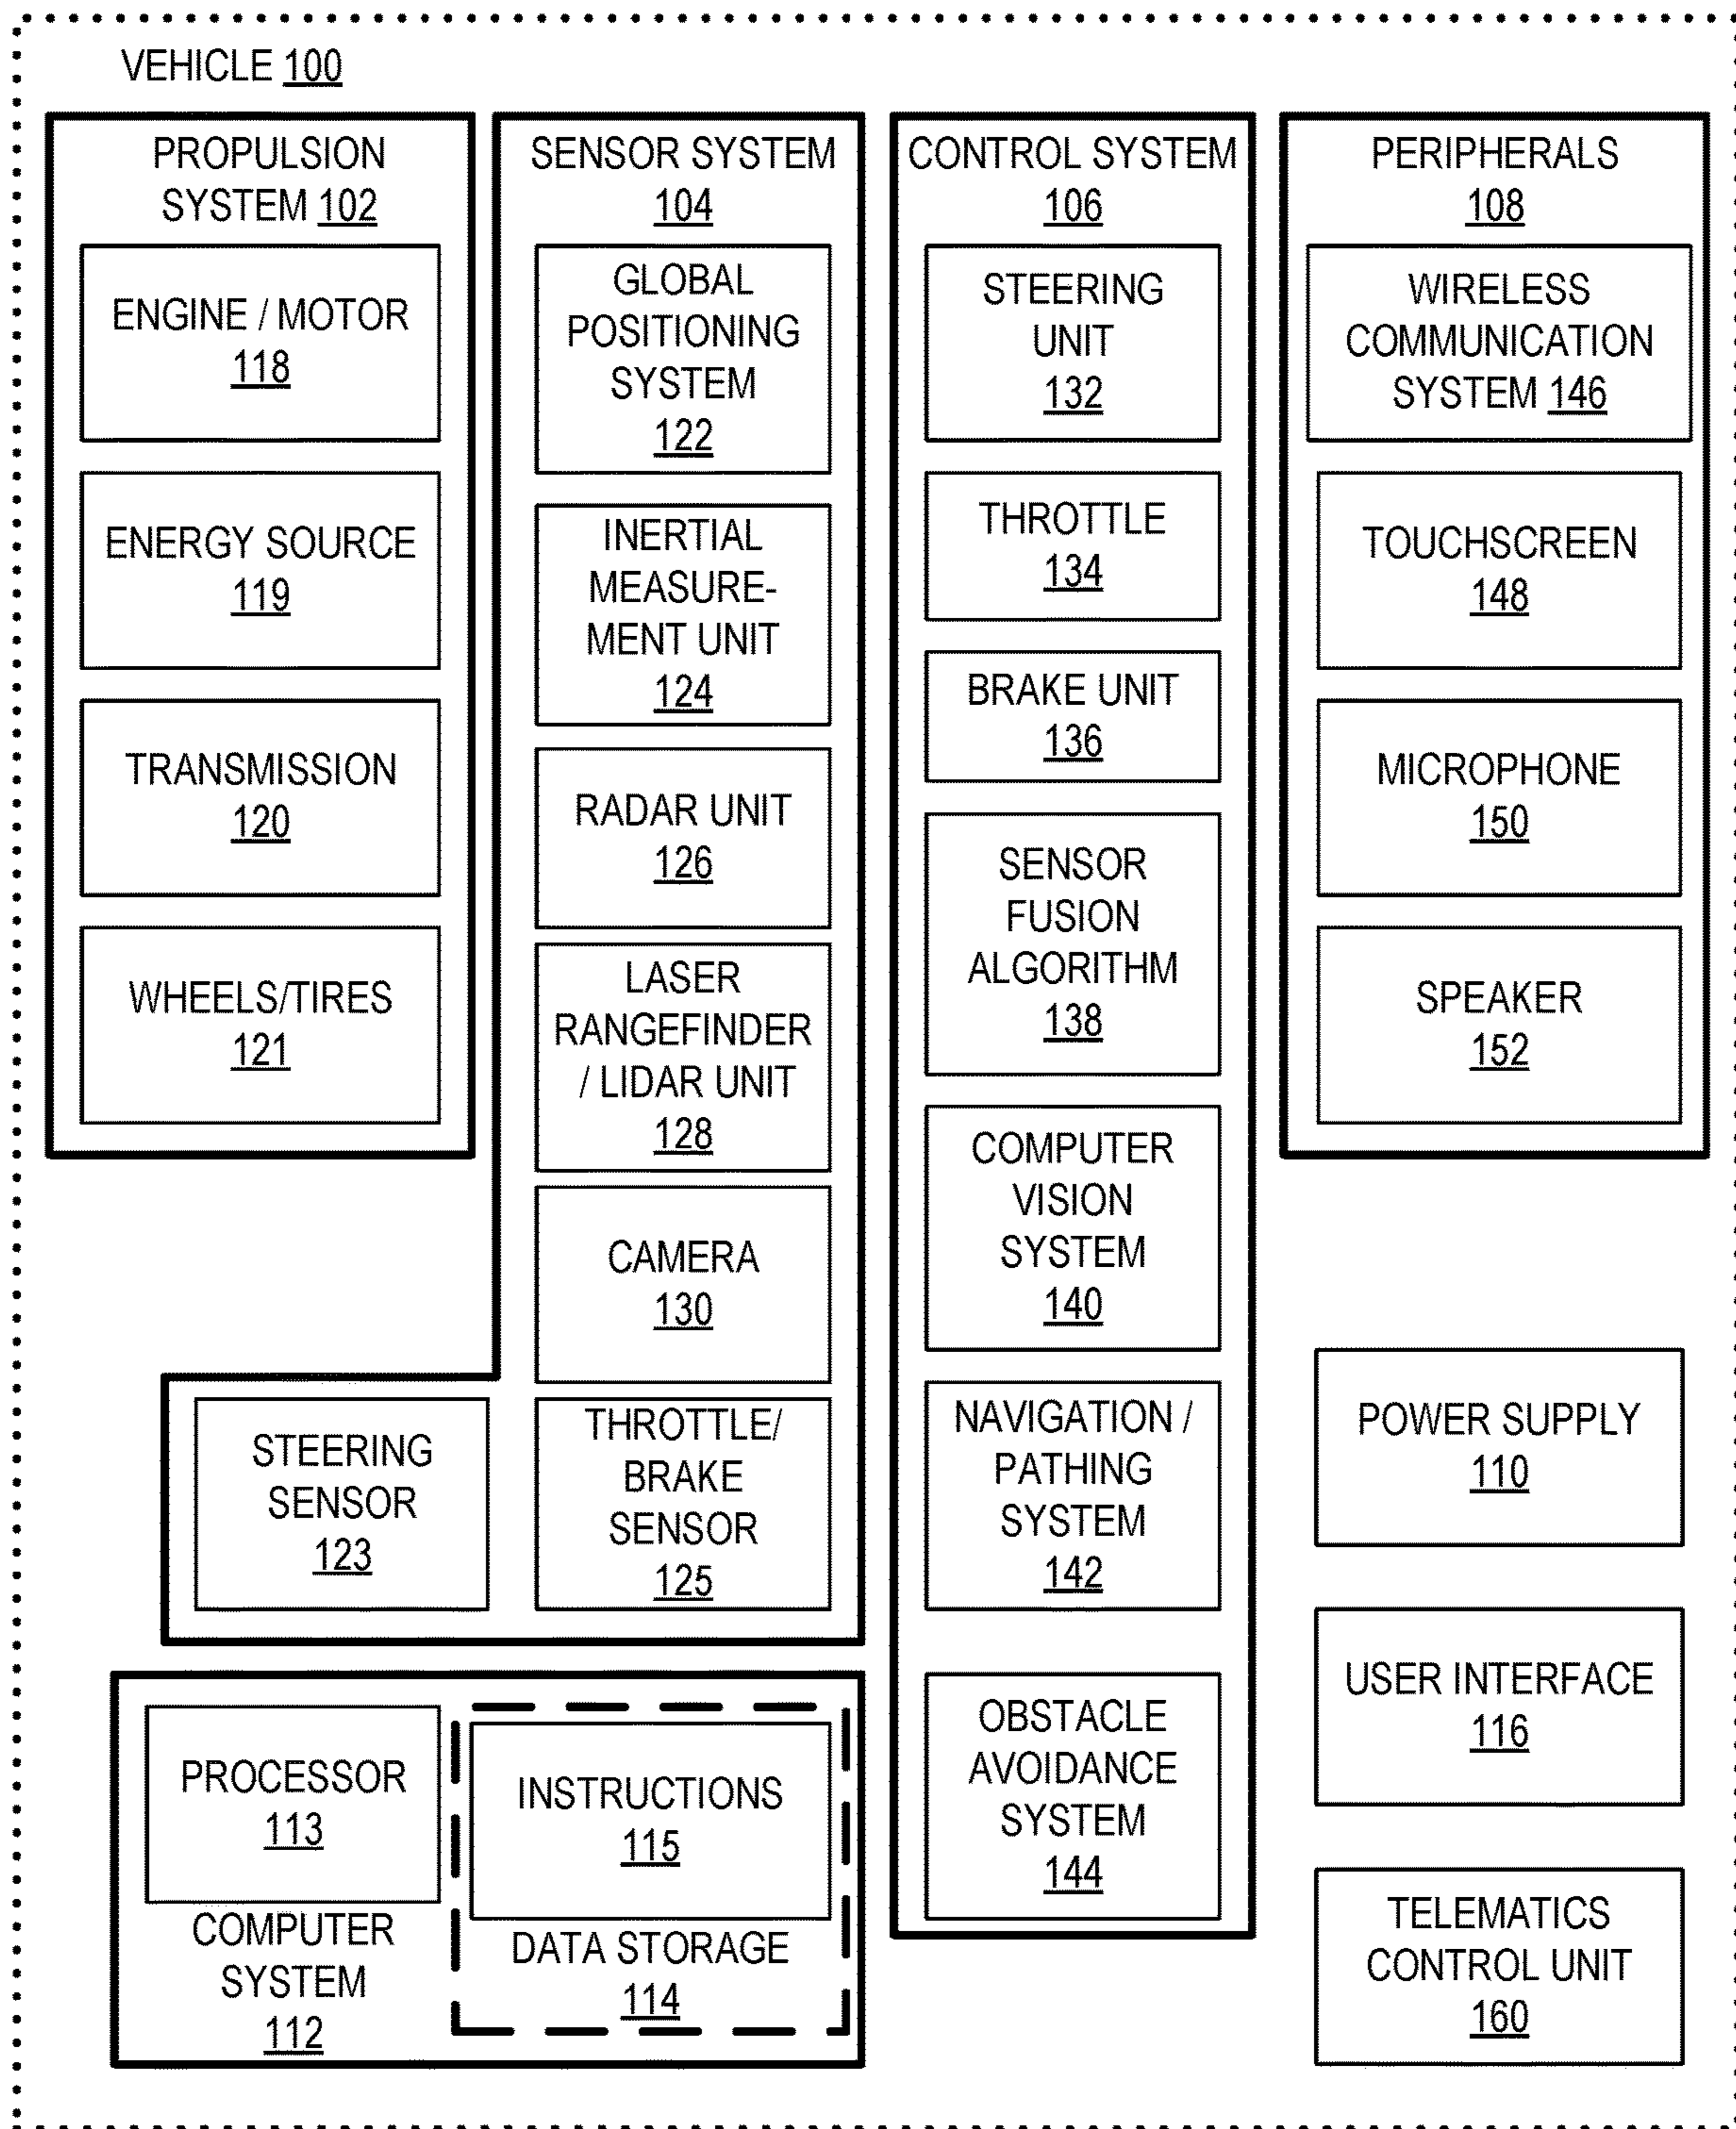 VEHICLE 100
PROPULSION
SYSTEM 102
ENGINE / MOTOR
118
ENERGY SOURCE
119
TRANSMISSION
120
WHEELS/TIRES
121
SENSOR SYSTEM
104
GLOBAL
POSITIONING
SYSTEM
122
INERTIAL
MEASURE-
MENT UNIT
124
RADAR UNIT
126
LASER
RANGEFINDER
/ LIDAR UNIT
128
CAMERA
130
STEERING
SENSOR
123
THROTTLE/
BRAKE
SENSOR
125
CONTROL SYSTEM
106
STEERING
UNIT
132
THROTTLE
134
BRAKE UNIT
136
SENSOR
FUSION
ALGORITHM
138
COMPUTER
VISION
SYSTEM
140
NAVIGATION /
PATHING
SYSTEM
142
OBSTACLE
AVOIDANCE
SYSTEM
144
PERIPHERALS
108
WIRELESS
COMMUNICATION
SYSTEM 146
TOUCHSCREEN
148
MICROPHONE
150
SPEAKER
152
PROCESSOR
113
COMPUTER
SYSTEM
112
INSTRUCTIONS
115
DATA STORAGE
114
POWER SUPPLY
110
USER INTERFACE
116
TELEMATICS
CONTROL UNIT
160